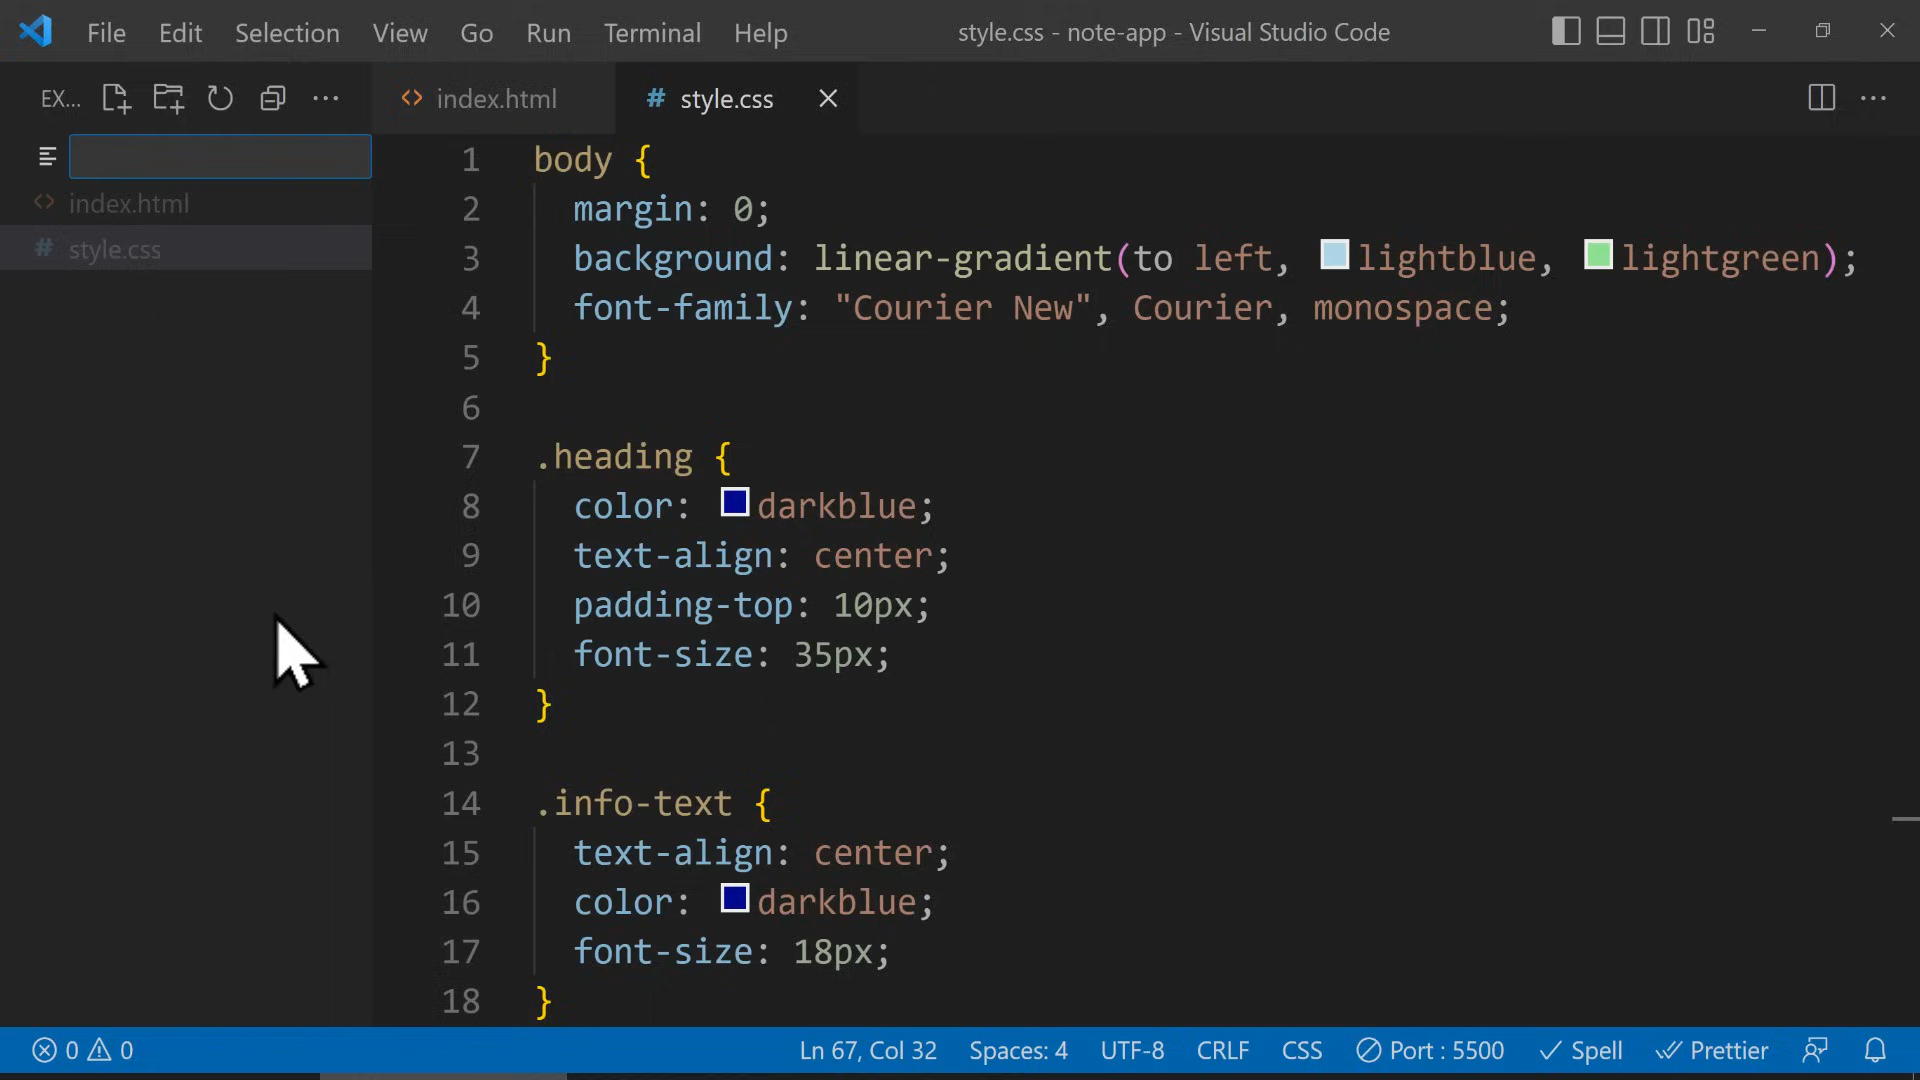 File Edit Selection View Go Run Terminal Help style.css - note-app - Visual Studio Code
EX... index.html # style.css
index.html
# style.css
1 body {
2 margin: 0;
3 background: linear-gradient(to left, lightblue, lightgreen);
4 font-family: "Courier New", Courier, monospace;
5 }
6
7 .heading {
8 color: darkblue;
9 text-align: center;
10 padding-top: 10px;
11 font-size: 35px;
12 }
13
14 .info-text {
15 text-align: center;
16 color: darkblue;
17 font-size: 18px;
18 }
0 0 Ln 67, Col 32 Spaces: 4 UTF-8 CRLF CSS Port : 5500 Spell Prettier